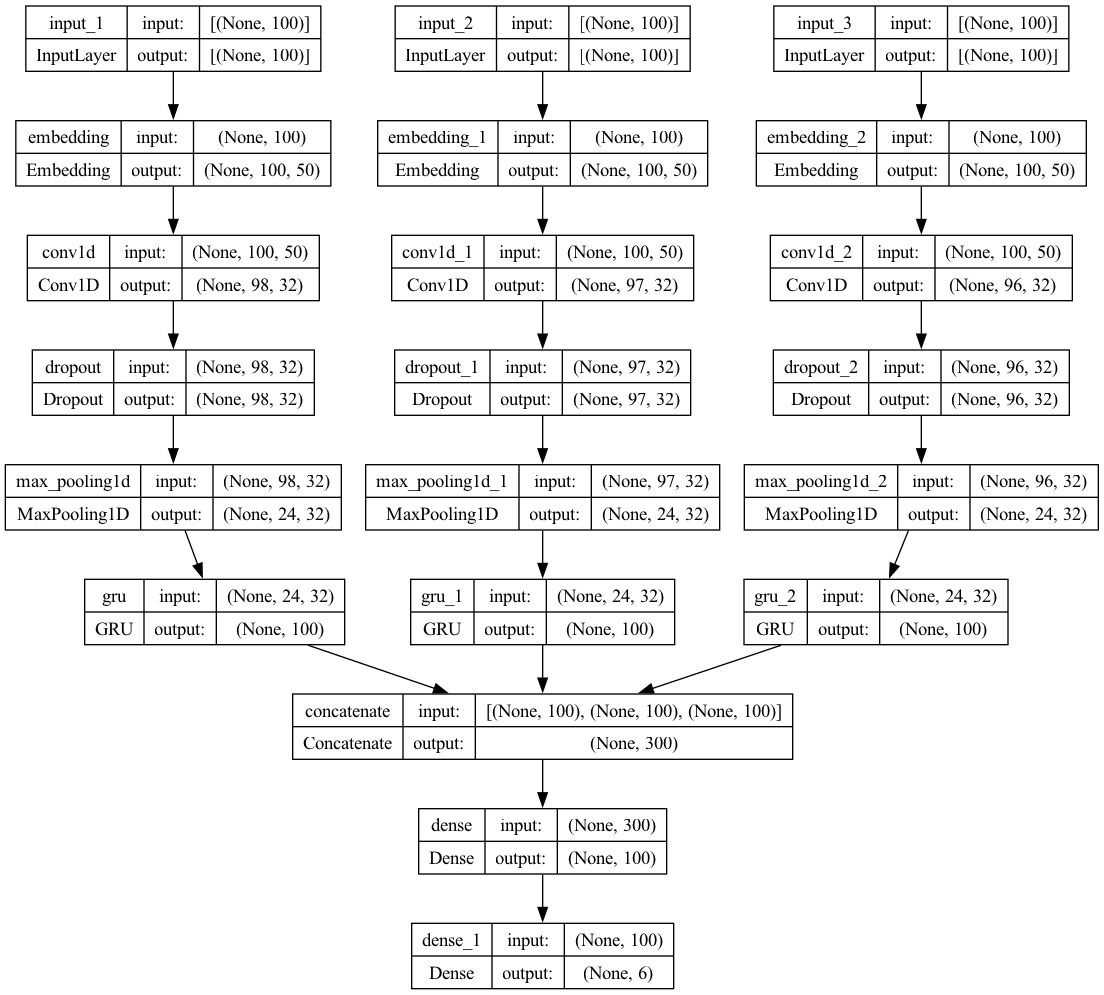 input_1 input: [(None, 100)]
InputLayer output: [(None, 100)]
input_2 input: [(None, 100)]
InputLayer output: [(None, 100)]
input_3 input: [(None, 100)]
InputLayer output: [(None, 100)]
embedding input: (None, 100)
Embedding output: (None, 100, 50)
embedding_1 input: (None, 100)
Embedding output: (None, 100, 50)
embedding_2 input: (None, 100)
Embedding output: (None, 100, 50)
conv1d input: (None, 100, 50)
Conv1D output: (None, 98, 32)
conv1d_1 input: (None, 100, 50)
Conv1D output: (None, 97, 32)
conv1d_2 input: (None, 100, 50)
Conv1D output: (None, 96, 32)
dropout input: (None, 98, 32)
Dropout output: (None, 98, 32)
dropout_1 input: (None, 97, 32)
Dropout output: (None, 97, 32)
dropout_2 input: (None, 96, 32)
Dropout output: (None, 96, 32)
max_pooling1d input: (None, 98, 32)
MaxPooling1D output: (None, 24, 32)
max_pooling1d_1 input: (None, 97, 32)
MaxPooling1D output: (None, 24, 32)
max_pooling1d_2 input: (None, 96, 32)
MaxPooling1D output: (None, 24, 32)
gru input: (None, 24, 32)
GRU output: (None, 100)
gru_1 input: (None, 24, 32)
GRU output: (None, 100)
gru_2 input: (None, 24, 32)
GRU output: (None, 100)
concatenate input: [(None, 100), (None, 100), (None, 100)]
Concatenate output: (None, 300)
dense input: (None, 300)
Dense output: (None, 100)
dense_1 input: (None, 100)
Dense output: (None, 6)